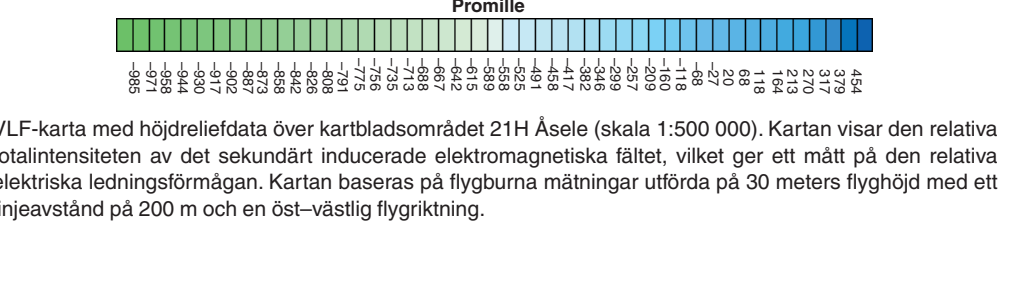 Promille
−985 −971 −958 −944 −930 −917 −902 −887 −873 −858 −842 −826 −808 −791 −775 −756 −735 −713 −688 −667 −642 −615 −589 −558 −525 −491 −458 −417 −382 −346 −299 −257 −209 −160 −118 −68 −27 20 68 118 164 213 270 317 379 454
VLF-karta med höjdreliefdata över kartbladsområdet 21H Åsele (skala 1:500 000). Kartan visar den relativa
totalintensiteten av det sekundärt inducerade elektromagnetiska fältet, vilket ger ett mått på den relativa
elektriska ledningsförmågan. Kartan baseras på flygburna mätningar utförda på 30 meters flyghöjd med ett
linjeavstånd på 200 m och en öst–västlig flygriktning.